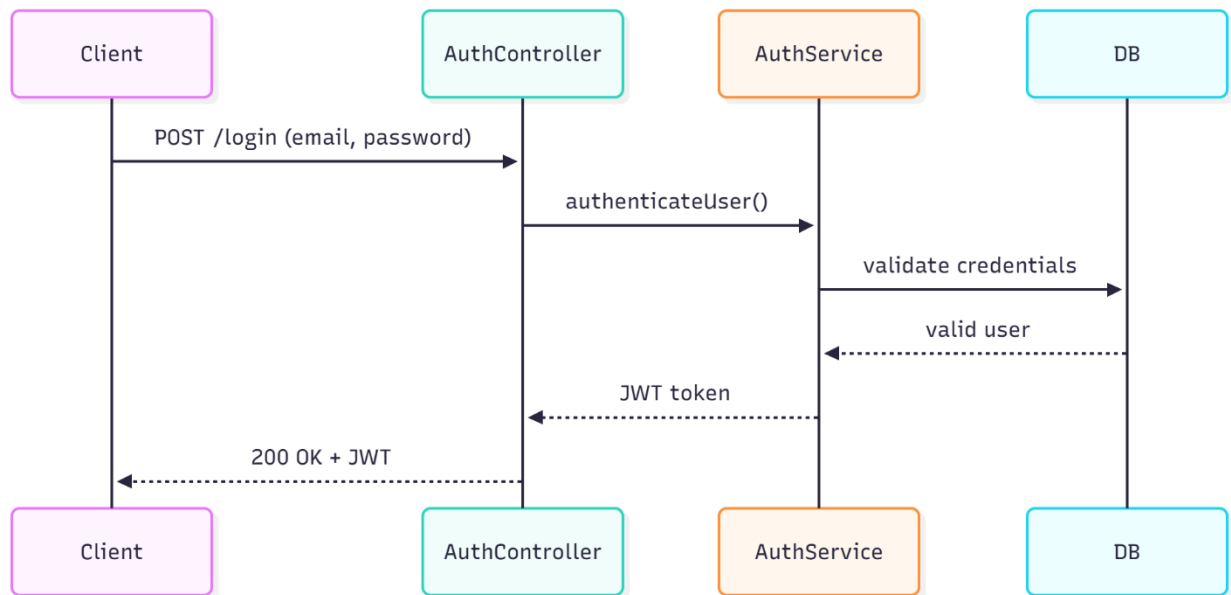 Client
AuthController
AuthService
DB
POST /login (email, password)
authenticateUser()
validate credentials
valid user
JWT token
200 OK + JWT
Client
AuthController
AuthService
DB